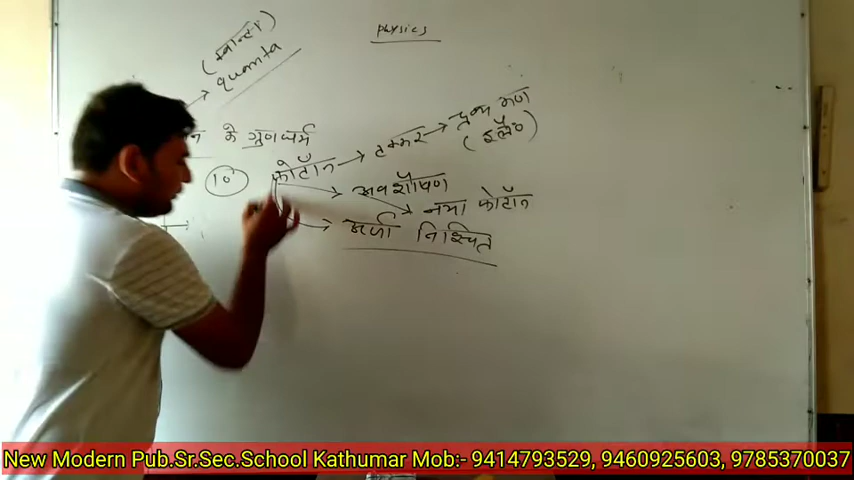 physics
(क्वान्टा)
quanta
न के गुणधर्म
10 फोटॉन → टक्कर → द्रव्य कण
(इलै०)
→ अवशोषण
→ नया फोटॉन
→ ऊर्जा निश्चित
New Modern Pub.Sr.Sec.School Kathumar Mob:- 9414793529, 9460925603, 9785370037